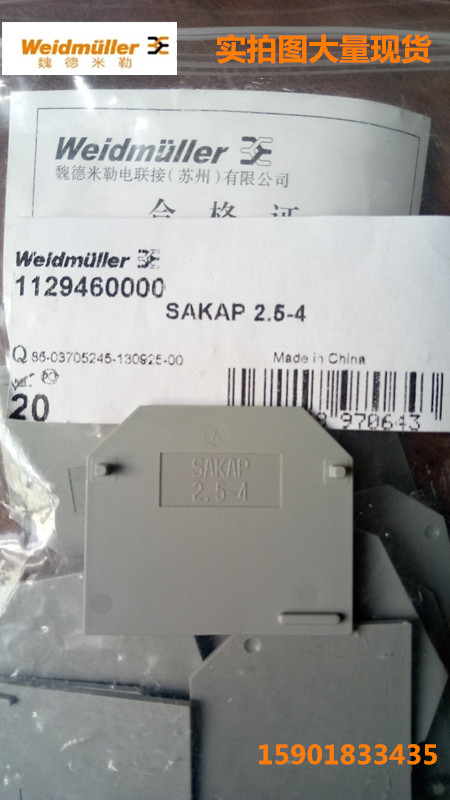 Weidmüller
魏德米勒
实拍图大量现货
Weidmüller
魏德米勒电联接(苏州)有限公司
合格证
Weidmüller
1129460000
SAKAP 2.5-4
Q 86-03705245-130925-00
Made in China
20
970643
SAKAP
2.5-4
15901833435